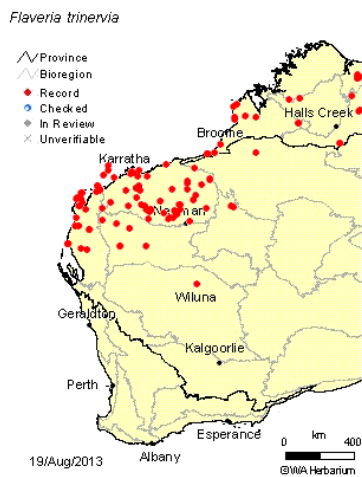 Flaveria trinervia
Province
Bioregion
Record
Checked
In Review
Unverifiable
Halls Creek
Broome
Karratha
Newman
Wiluna
Geraldton
Kalgoorlie
Perth
Esperance
Albany
19/Aug/2013
km
0 400
@WA Herbarium